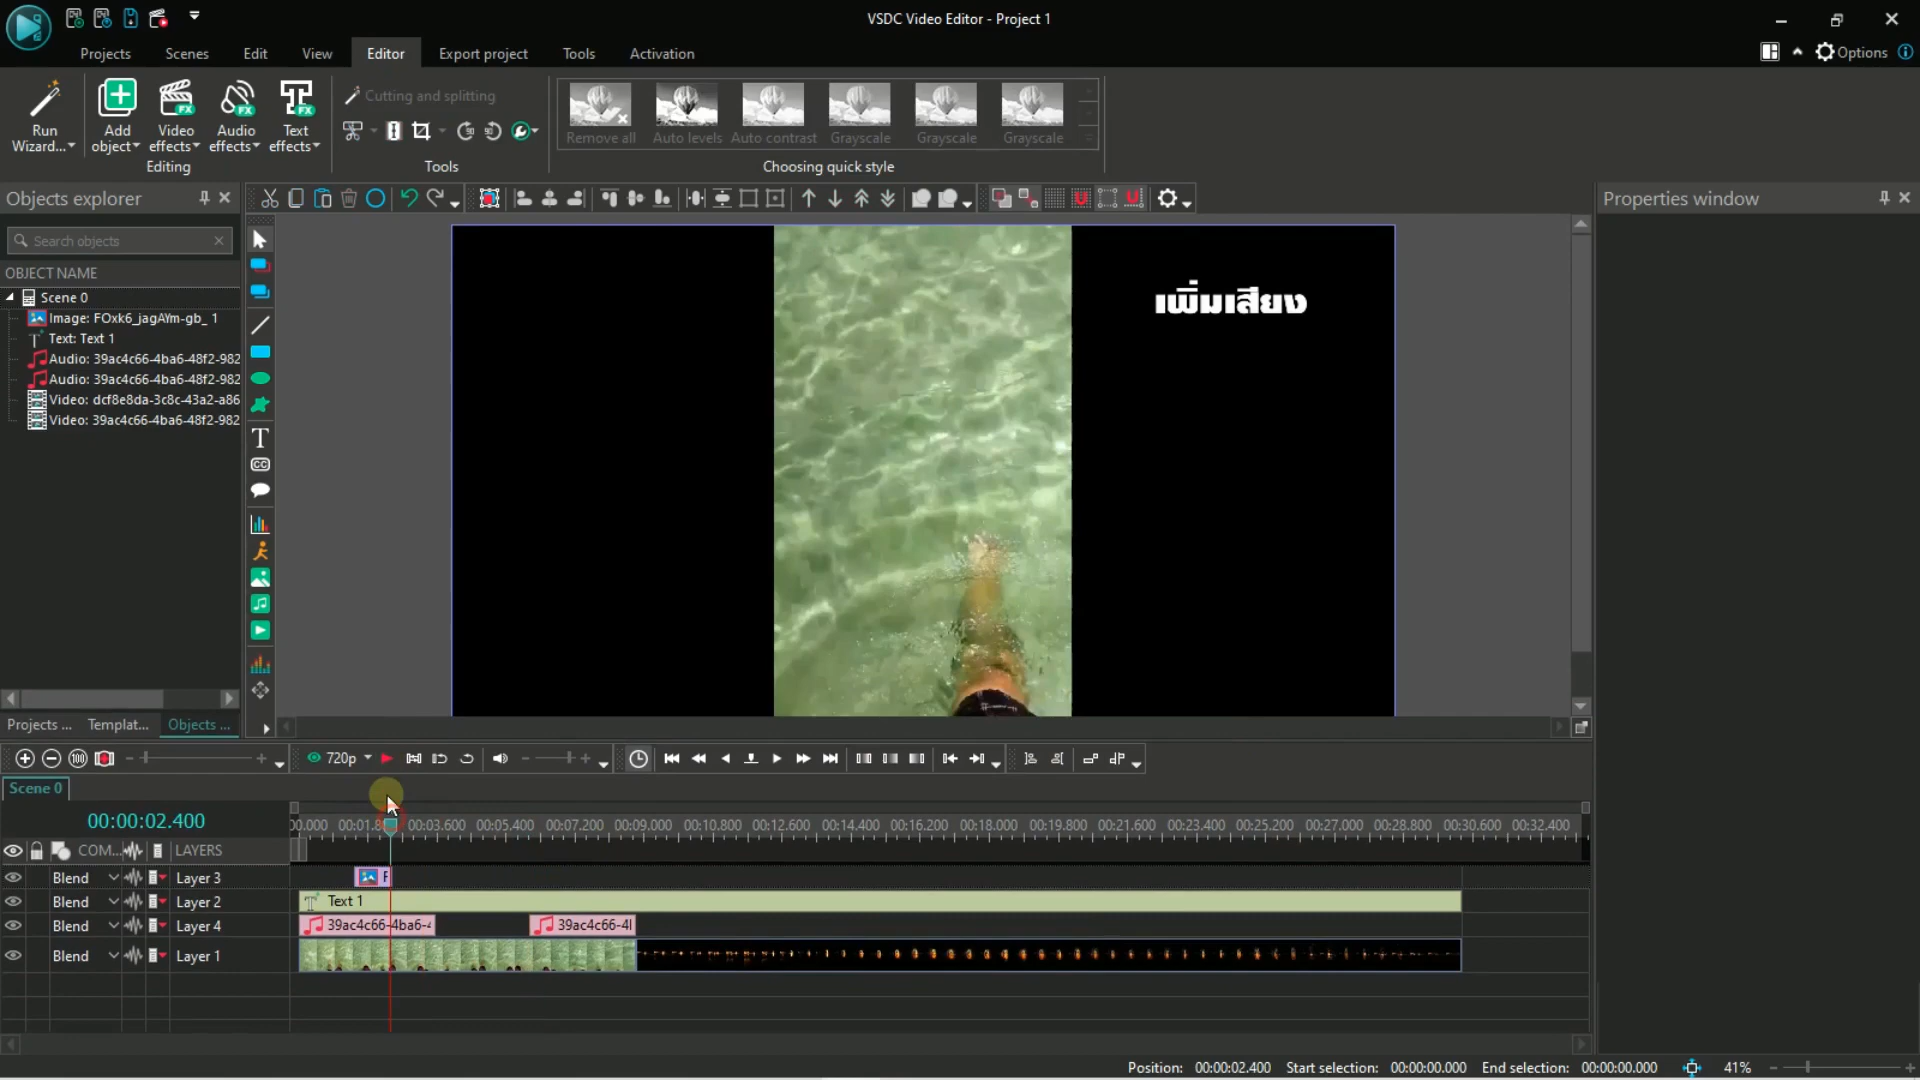 VSDC Video Editor - Project 1
Projects Scenes Edit View Editor Export project Tools Activation
Options
Run Wizard...
Add object
Video effects
Audio effects
Text effects
Editing
Cutting and splitting
Tools
Remove all Auto levels Auto contrast Grayscale Grayscale Grayscale
Choosing quick style
Objects explorer
Properties window
Search objects
OBJECT NAME
Scene 0
Image: FOxk6_jagAYm-gb_ 1
Text: Text 1
Audio: 39ac4c66-4ba6-48f2-982
Audio: 39ac4c66-4ba6-48f2-982
Video: dcf8e8da-3c8c-43a2-a86
Video: 39ac4c66-4ba6-48f2-982
เพิ่มเสียง
Projects ... Templat... Objects ...
720p
Scene 0
00:00:02.400
00:03.600 00:05.400 00:07.200 00:09.000 00:10.800 00:12.600 00:14.400 00:16.200 00:18.000 00:19.800 00:21.600 00:23.400 00:25.200 00:27.000 00:28.800 00:30.600 00:32.400
COM... LAYERS
Blend Layer 3
Blend Layer 2 Text 1
Blend Layer 4 39ac4c66-4ba6-4 39ac4c66-4l
Blend Layer 1
Position: 00:00:02.400 Start selection: 00:00:00.000 End selection: 00:00:00.000 41%